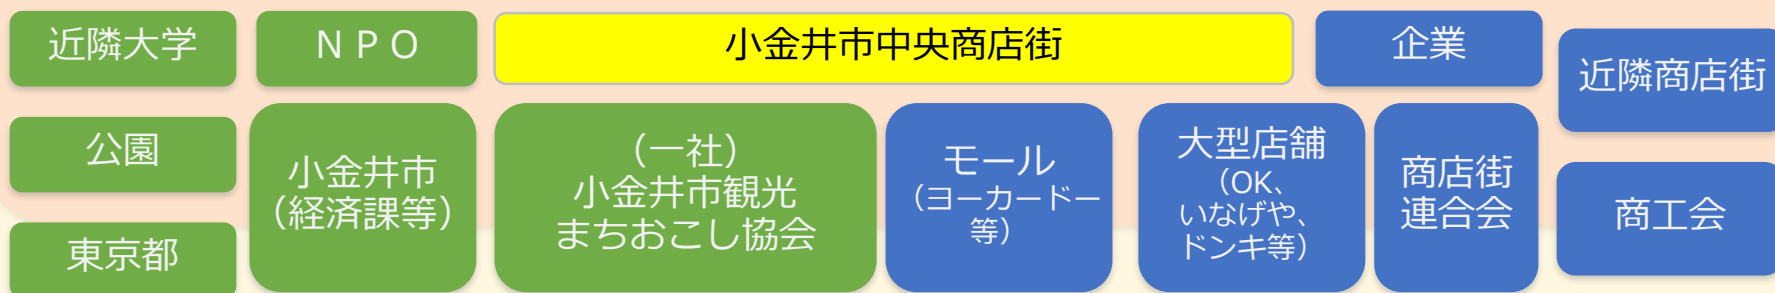 近隣大学
ＮＰＯ
小金井市中央商店街
企業
近隣商店街
公園
小金井市
（経済課等）
（一社）
小金井市観光
まちおこし協会
モール
（ヨーカードー
等）
大型店舗
（OK、
いなげや、
ドンキ等）
商店街
連合会
商工会
東京都